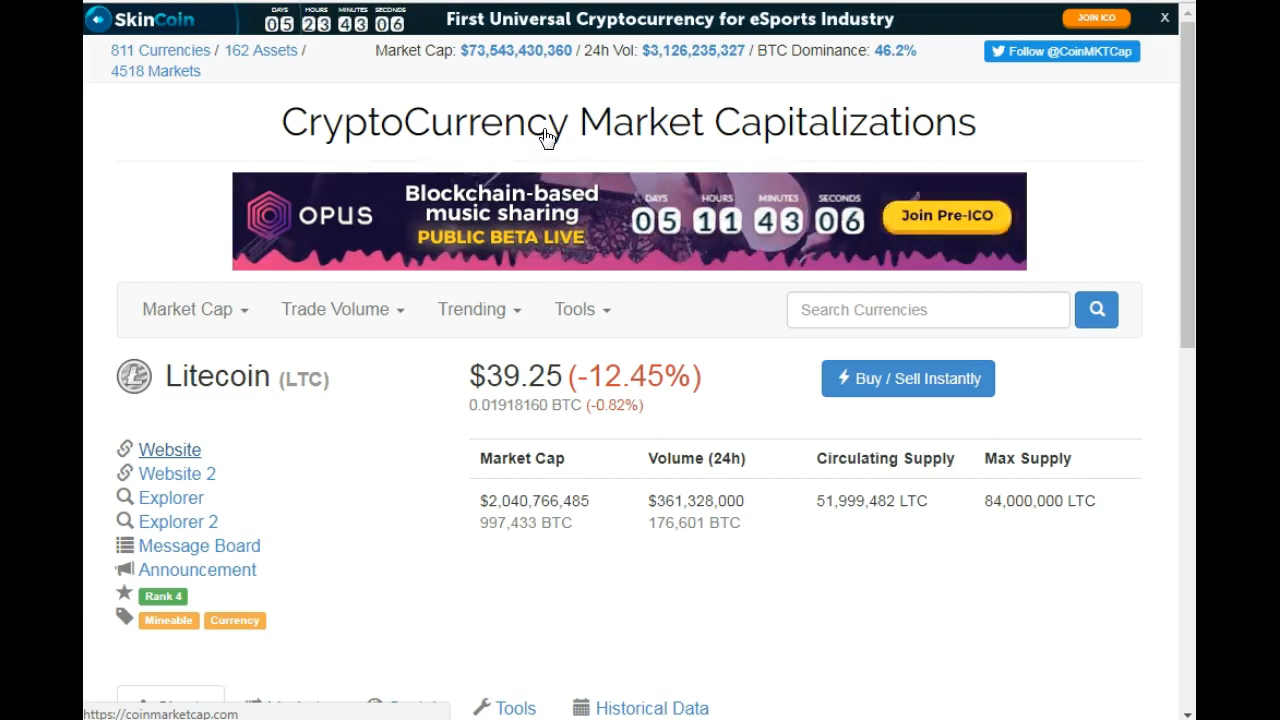 SkinCoin
DAYS HOURS MINUTES SECONDS
05 23 43 06
First Universal Cryptocurrency for eSports Industry
JOIN ICO
X
811 Currencies / 162 Assets /
4518 Markets
Market Cap: $73,543,430,360 / 24h Vol: $3,126,235,327 / BTC Dominance: 46.2%
Follow @CoinMKTCap
CryptoCurrency Market Capitalizations
OPUS
Blockchain-based
music sharing
PUBLIC BETA LIVE
DAYS HOURS MINUTES SECONDS
05 11 43 06
Join Pre-ICO
Market Cap
Trade Volume
Trending
Tools
Search Currencies
Litecoin (LTC)
$39.25 (-12.45%)
0.01918160 BTC (-0.82%)
Buy / Sell Instantly
Website
Website 2
Explorer
Explorer 2
Message Board
Announcement
Rank 4
Mineable Currency
Market Cap Volume (24h) Circulating Supply Max Supply
$2,040,766,485 $361,328,000 51,999,482 LTC 84,000,000 LTC
997,433 BTC 176,601 BTC
Tools
Historical Data
https://coinmarketcap.com